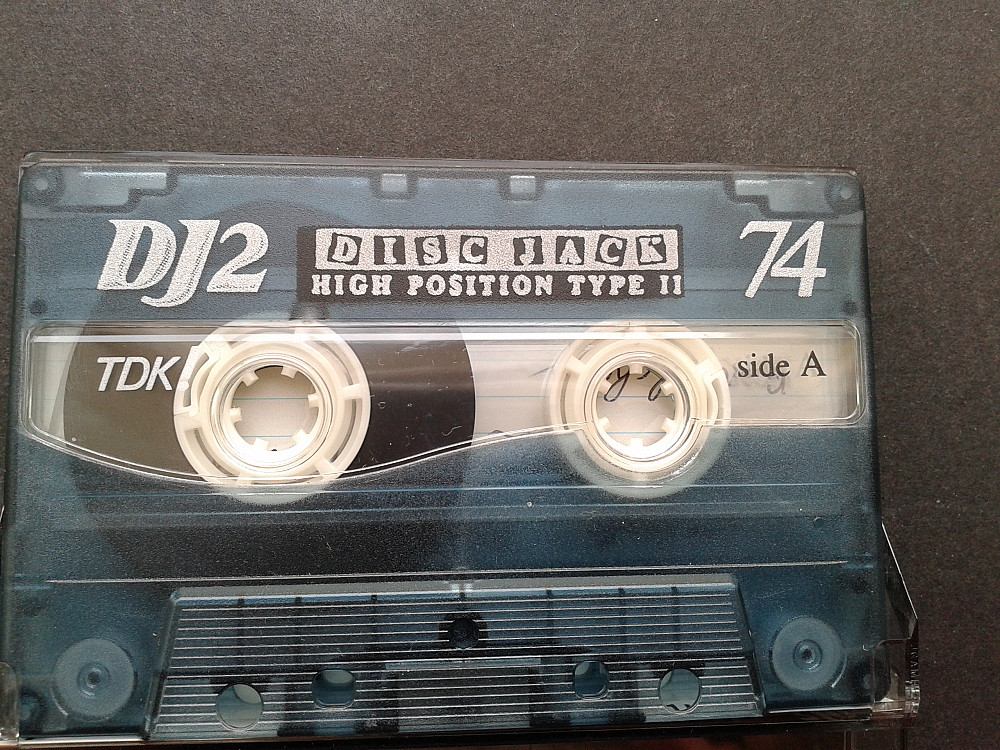 DJ2
DISC JACK
HIGH POSITION TYPE II
74
TDK
side A